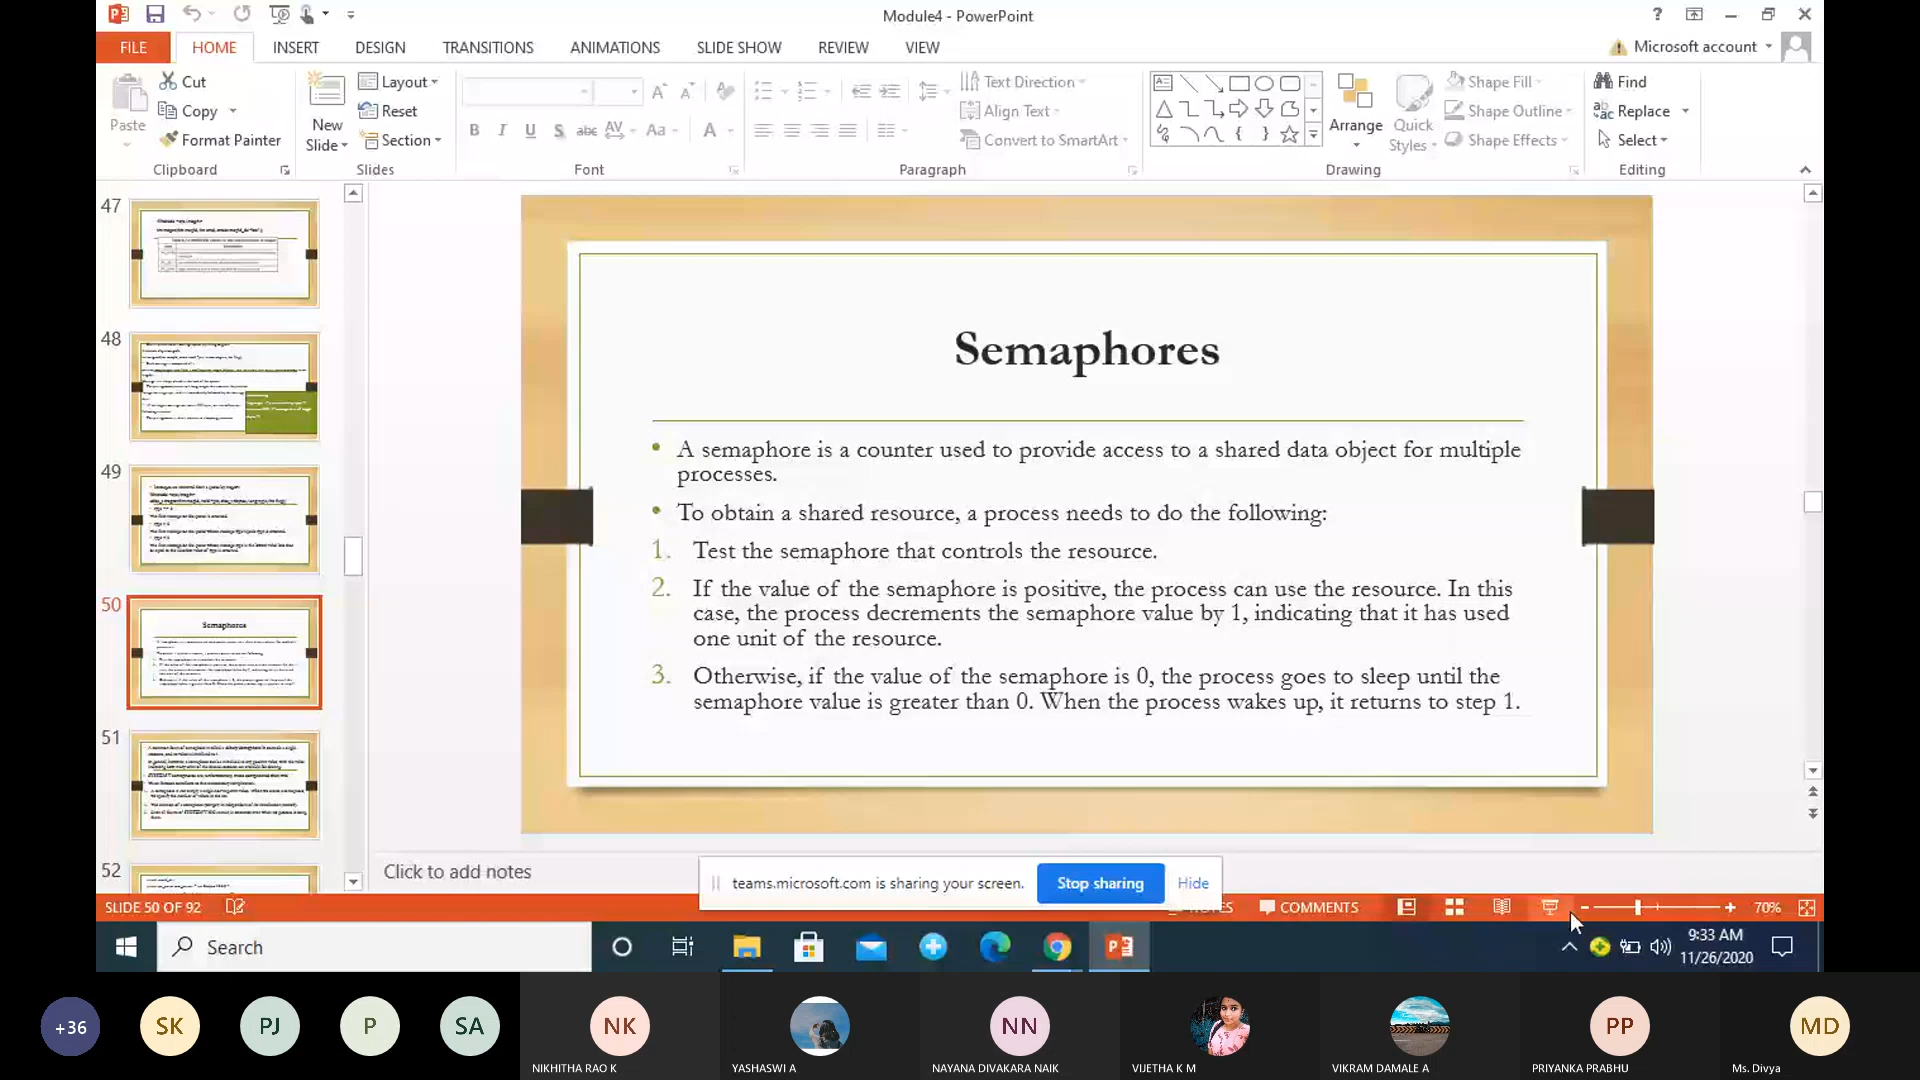 Module4 - PowerPoint
?
FILE
HOME
INSERT
DESIGN
TRANSITIONS
ANIMATIONS
SLIDE SHOW
REVIEW
VIEW
Microsoft account
Paste
Cut
Copy
Format Painter
Clipboard
New
Slide
Layout
Reset
Section
Slides
B I U S abc AV Aa A
Font
Text Direction
Align Text
Convert to SmartArt
Paragraph
Arrange
Quick
Styles
Shape Fill
Shape Outline
Shape Effects
Drawing
Find
Replace
Select
Editing
47
48
49
50
Semaphores
51
52
Semaphores
• A semaphore is a counter used to provide access to a shared data object for multiple
processes.
• To obtain a shared resource, a process needs to do the following:
1. Test the semaphore that controls the resource.
2. If the value of the semaphore is positive, the process can use the resource. In this
case, the process decrements the semaphore value by 1, indicating that it has used
one unit of the resource.
3. Otherwise, if the value of the semaphore is 0, the process goes to sleep until the
semaphore value is greater than 0. When the process wakes up, it returns to step 1.
Click to add notes
teams.microsoft.com is sharing your screen.
Stop sharing
Hide
SLIDE 50 OF 92
NOTES
COMMENTS
70%
Search
9:33 AM
11/26/2020
+36
SK
PJ
P
SA
NK
NN
PP
MD
NIKHITHA RAO K
YASHASWI A
NAYANA DIVAKARA NAIK
VIJETHA K M
VIKRAM DAMALE A
PRIYANKA PRABHU
Ms. Divya